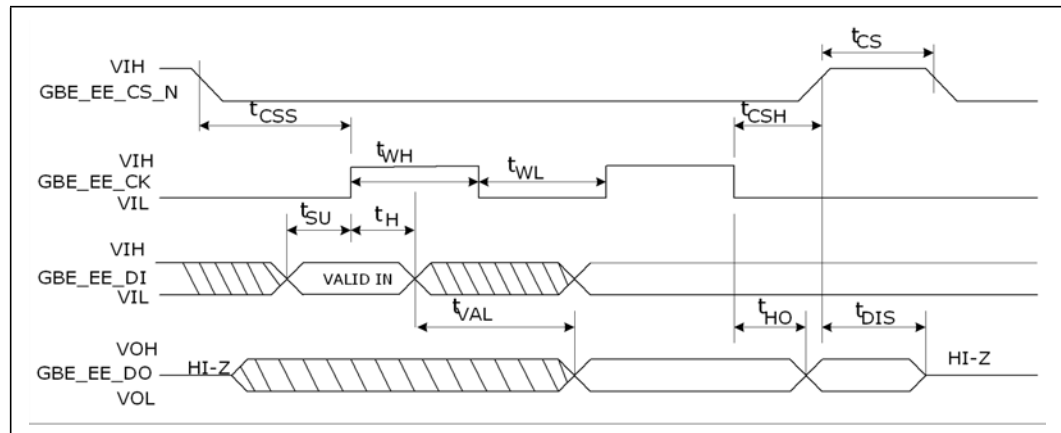 tCS
VIH
GBE_EE_CS_N
tCSS
tCSH
VIH
tWH
tWL
GBE_EE_CK
VIL
tSU
tH
VIH
GBE_EE_DI
VALID IN
VIL
tVAL
tHO
tDIS
VOH
HI-Z
HI-Z
GBE_EE_DO
VOL